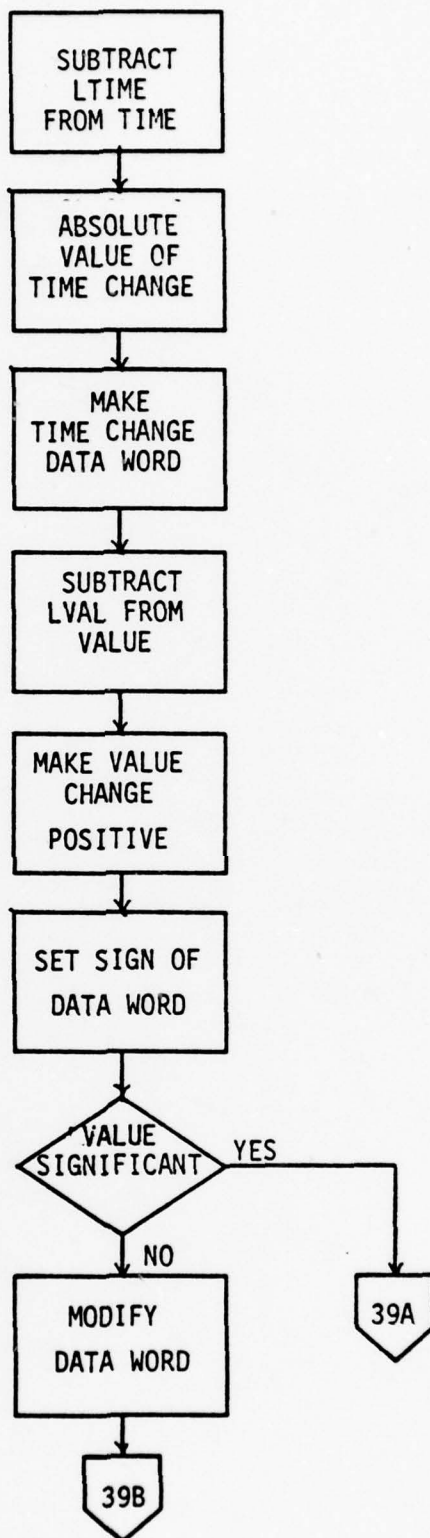 SUBTRACT
LTIME
FROM TIME
ABSOLUTE
VALUE OF
TIME CHANGE
MAKE
TIME CHANGE
DATA WORD
SUBTRACT
LVAL FROM
VALUE
MAKE VALUE
CHANGE
POSITIVE
SET SIGN OF
DATA WORD
VALUE
SIGNIFICANT
YES
NO
MODIFY
DATA WORD
39A
39B